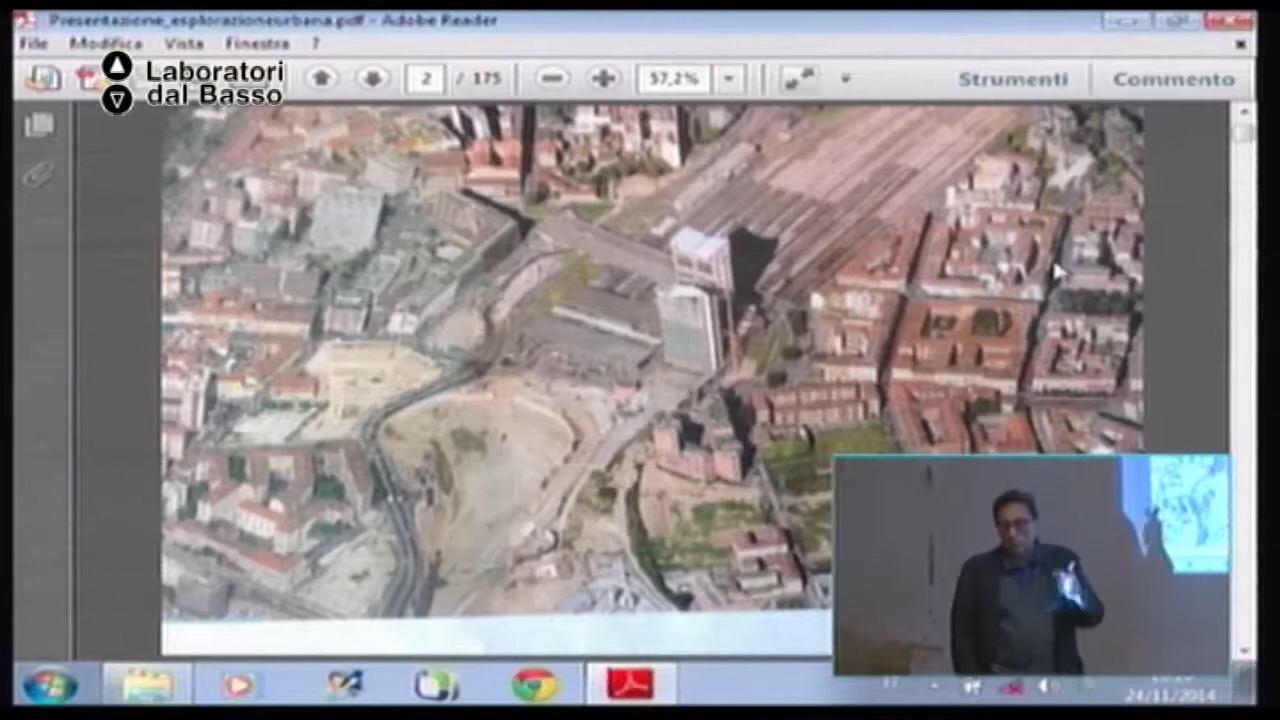 Presentazione_esplorazioneurbana.pdf - Adobe Reader
File Modifica Vista Finestra ?
Laboratori
dal Basso
2 / 175
57,2%
Strumenti
Commento
IT
24/11/2014